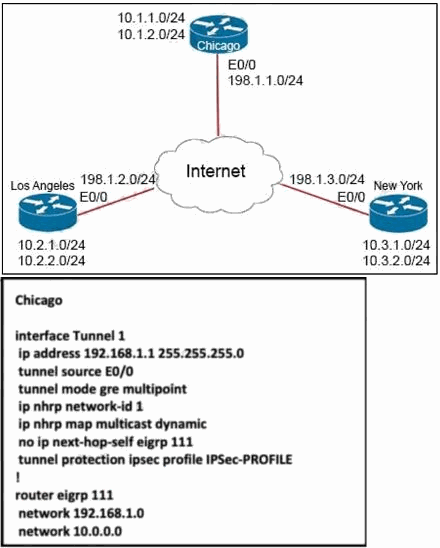 10.1.1.0/24
10.1.2.0/24
Chicago
E0/0
198.1.1.0/24
Internet
Los Angeles
198.1.2.0/24
E0/0
10.2.1.0/24
10.2.2.0/24
198.1.3.0/24
New York
E0/0
10.3.1.0/24
10.3.2.0/24
Chicago
interface Tunnel 1
ip address 192.168.1.1 255.255.255.0
tunnel source E0/0
tunnel mode gre multipoint
ip nhrp network-id 1
ip nhrp map multicast dynamic
no ip next-hop-self eigrp 111
tunnel protection ipsec profile IPSec-PROFILE
!
router eigrp 111
network 192.168.1.0
network 10.0.0.0